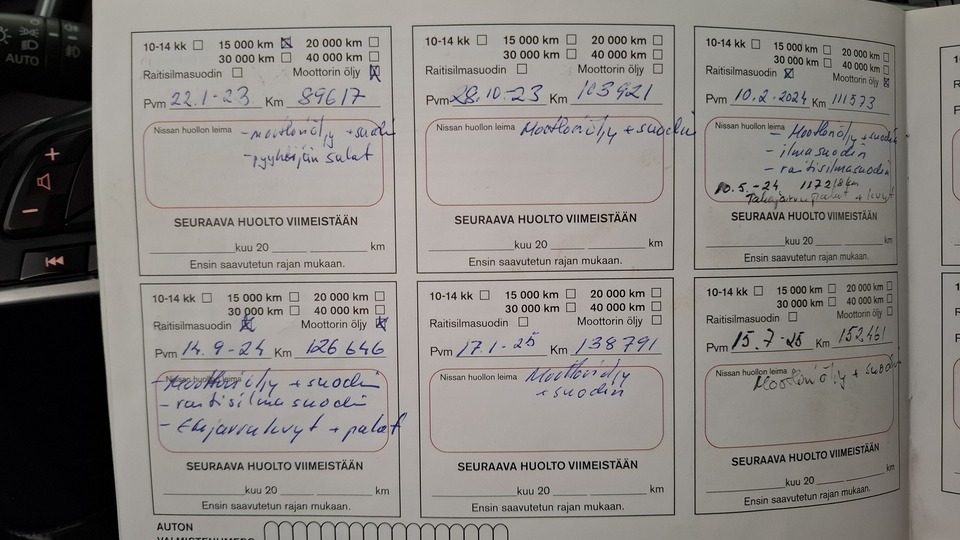 AUTO
10-14 kk 15 000 km 20 000 km
30 000 km 40 000 km
Raitisilmasuodin Moottorin öljy
Pvm 22.1-23 Km 89617
Nissan huollon leima
- moottoriöljy + suodin
- pyyhkijän sulat
SEURAAVA HUOLTO VIIMEISTÄÄN
kuu 20 km
Ensin saavutetun rajan mukaan.
10-14 kk 15 000 km 20 000 km
30 000 km 40 000 km
Raitisilmasuodin Moottorin öljy
Pvm 28.10-23 Km 103921
Nissan huollon leima Moottoriöljy + suodin
SEURAAVA HUOLTO VIIMEISTÄÄN
kuu 20 km
Ensin saavutetun rajan mukaan.
10-14 kk 15 000 km 20 000 km
30 000 km 40 000 km
Raitisilmasuodin Moottorin öljy
Pvm 10.2.2024 Km 111573
Nissan huollon leima - Moottoriöljy + suodin
- ilmasuodin
- raitisilmasuodin
10.5.-24 km
Takajarrupalat + levyt
SEURAAVA HUOLTO VIIMEISTÄÄN
kuu 20 km
Ensin saavutetun rajan mukaan.
10-14 kk 15 000 km 20 000 km
30 000 km 40 000 km
Raitisilmasuodin Moottorin öljy
Pvm 14.9-24 Km 126646
Nissan huollon leima
- Moottoriöljy + suodin
- raitisilmasuodin
- Etujarrulevyt + palat
SEURAAVA HUOLTO VIIMEISTÄÄN
kuu 20 km
Ensin saavutetun rajan mukaan.
10-14 kk 15 000 km 20 000 km
30 000 km 40 000 km
Raitisilmasuodin Moottorin öljy
Pvm 17.1-25 Km 138791
Nissan huollon leima Moottoriöljy
+ suodin
SEURAAVA HUOLTO VIIMEISTÄÄN
kuu 20 km
Ensin saavutetun rajan mukaan.
10-14 kk 15 000 km 20 000 km
30 000 km 40 000 km
Raitisilmasuodin Moottorin öljy
Pvm 15.7-25 Km 152461
Nissan huollon leima
Moottoriöljy + suodin
SEURAAVA HUOLTO VIIMEISTÄÄN
kuu 20 km
Ensin saavutetun rajan mukaan.
AUTON
VALMISTENUMERO